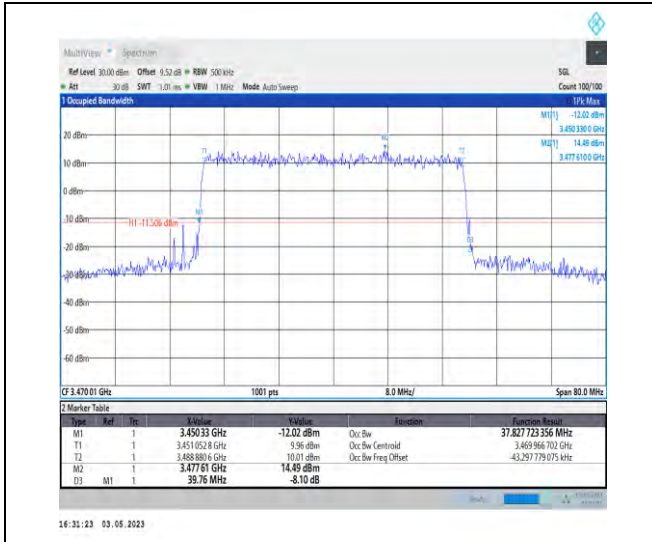 MultiView Spectrum
Ref Level 30.00 dBm Offset 9.52 dB RBW 500 kHz SGL
Att 30 dB SWT 1.01 ms VBW 1 MHz Mode Auto Sweep Count 100/100
1 Occupied Bandwidth 1Pk Max
M1[1] -12.02 dBm
3.450 330 0 GHz
M2[1] 14.49 dBm
3.477 610 0 GHz
20 dBm
T1 M2 T2
10 dBm
0 dBm
M1
-10 dBm
H1 -11.506 dBm
D3
-20 dBm
-30 dBm
-40 dBm
-50 dBm
-60 dBm
CF 3.470 01 GHz 1001 pts 8.0 MHz/ Span 80.0 MHz
2 Marker Table
Type Ref Trc X-Value Y-Value Function Function Result
M1 1 3.450 33 GHz -12.02 dBm Occ Bw 37.827 723 356 MHz
T1 1 3.451 052 8 GHz 9.96 dBm Occ Bw Centroid 3.469 966 702 GHz
T2 1 3.488 880 6 GHz 10.01 dBm Occ Bw Freq Offset -43.297 779 075 kHz
M2 1 3.477 61 GHz 14.49 dBm
D3 M1 1 39.76 MHz -8.10 dB
16:31:23 03.05.2023